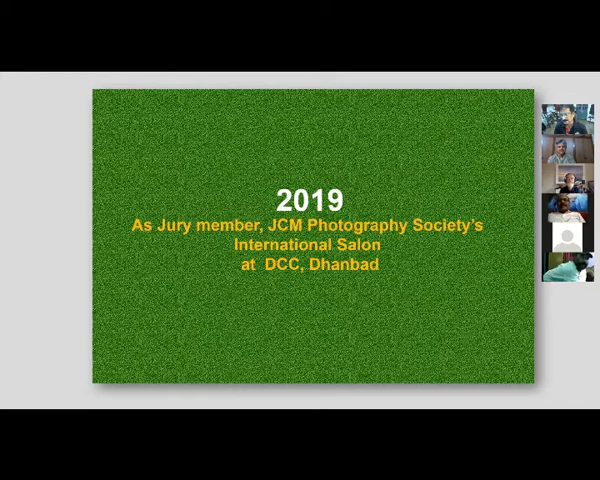 2019
As Jury member, JCM Photography Society's
International Salon
at DCC, Dhanbad